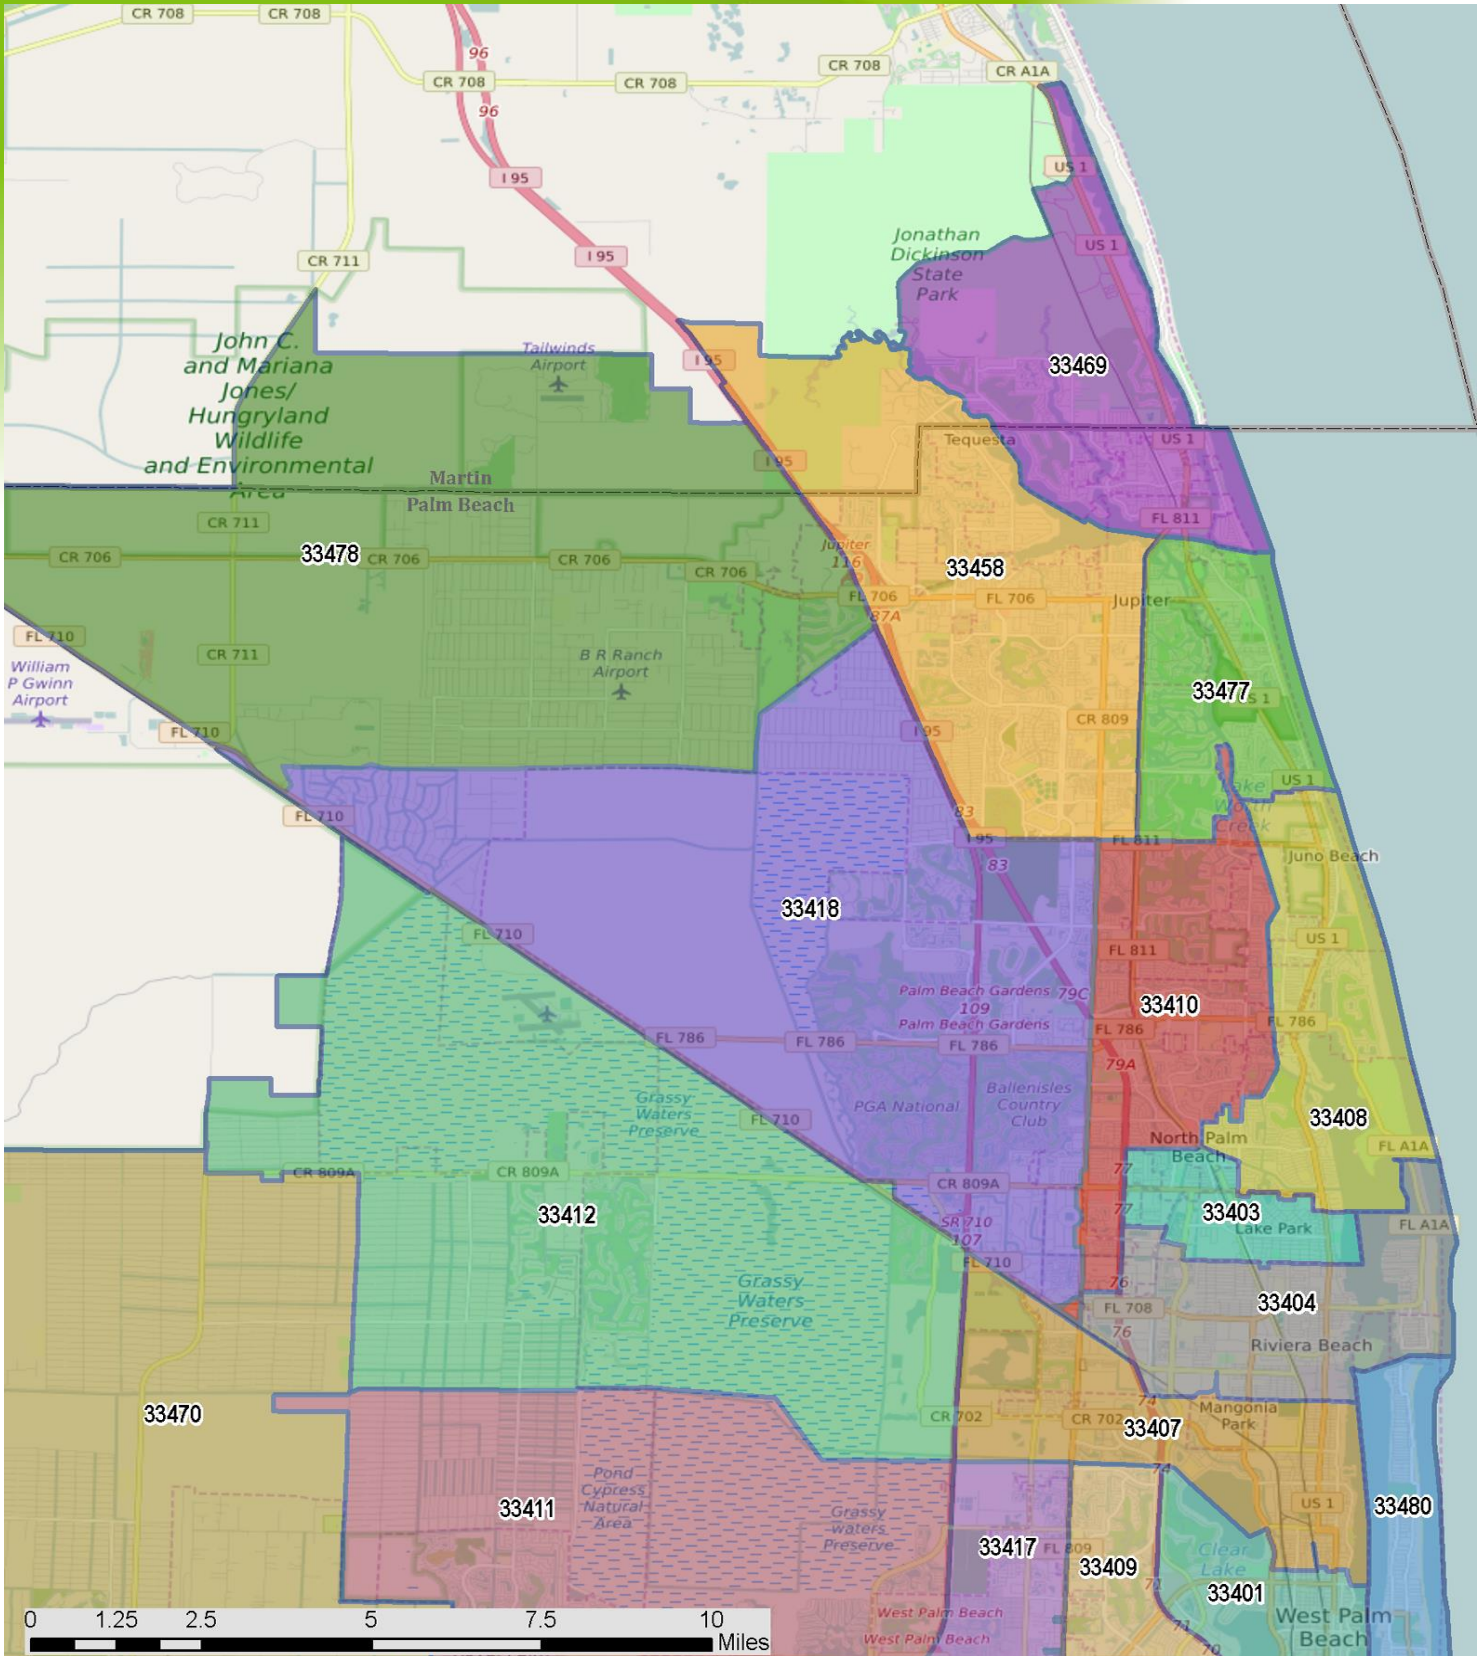 CR 708
CR 708
96
CR 708
CR 708
CR 708
CR A1A
96
I 95
US 1
Jonathan
Dickinson
State
Park
US 1
CR 711
I 95
John C.
and Mariana
Jones/
Hungryland
Wildlife
and Environmental
Area
Tailwinds
Airport
I 95
33469
Tequesta
US 1
I 95
Martin
Palm Beach
CR 711
FL 811
CR 706
33478
CR 706
CR 706
CR 706
Jupiter
116
33458
FL 706
FL 706
Jupiter
87A
FL 710
CR 711
William
P Gwinn
Airport
B R Ranch
Airport
33477
US 1
FL 710
I 95
CR 809
US 1
Lake
Worth
Creek
FL 710
83
I 95
FL 811
83
Juno Beach
33418
FL 710
FL 811
US 1
Palm Beach Gardens
109
Palm Beach Gardens
79C
33410
FL 786
FL 786
FL 786
FL 786
FL 786
79A
Grassy
Waters
Preserve
FL 710
PGA National
Ballenisles
Country
Club
33408
North Palm
Beach
FL A1A
CR 809A
CR 809A
CR 809A
77
33412
SR 710
107
77
33403
Lake Park
FL A1A
FL 710
Grassy
Waters
Preserve
76
FL 708
33404
76
Riviera Beach
33470
CR 702
CR 702
74
33407
Mangonia
Park
74
Pond
Cypress
Natural
Area
33411
Grassy
waters
Preserve
US 1
33480
33417
FL 809
33409
Clear
Lake
71
33401
West Palm Beach
West Palm Beach
71
70
West Palm
Beach
0 1.25 2.5 5 7.5 10
Miles